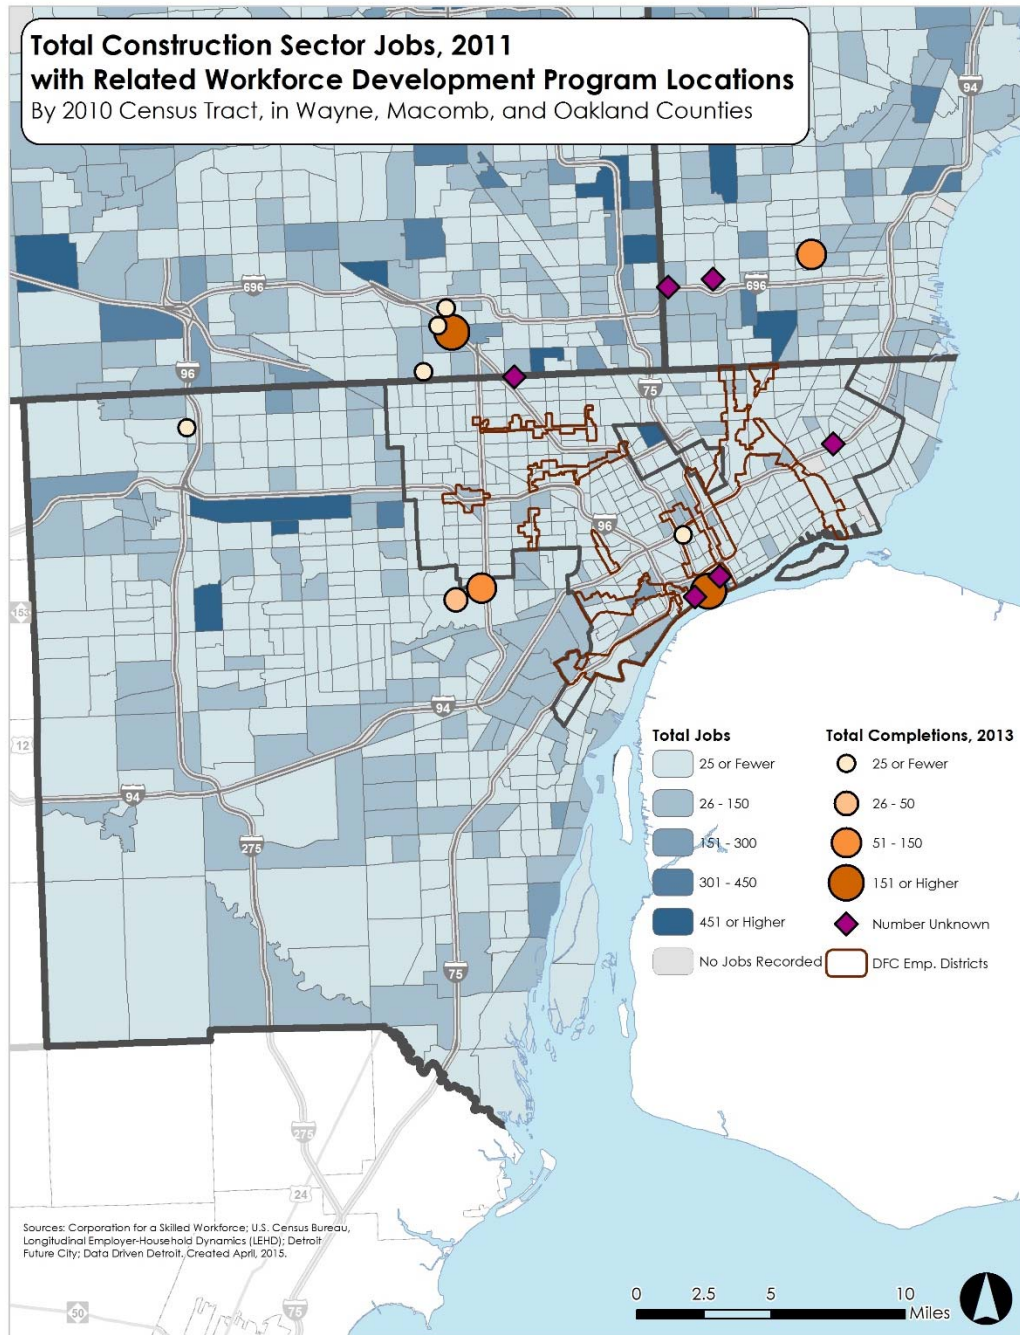 Total Construction Sector Jobs, 2011
with Related Workforce Development Program Locations
By 2010 Census Tract, in Wayne, Macomb, and Oakland Counties
94
696
696
96
75
96
94
12
94
275
75
275
24
50
75
Total Jobs
25 or Fewer
26 - 150
151 - 300
301 - 450
451 or Higher
No Jobs Recorded
Total Completions, 2013
25 or Fewer
26 - 50
51 - 150
151 or Higher
Number Unknown
DFC Emp. Districts
Sources: Corporation for a Skilled Workforce; U.S. Census Bureau,
Longitudinal Employer-Household Dynamics (LEHD); Detroit
Future City; Data Driven Detroit. Created April, 2015.
0 2.5 5 10
Miles